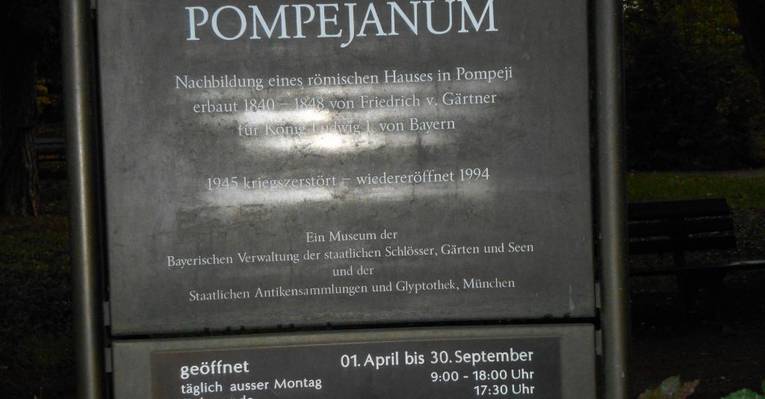 POMPEJANUM
Nachbildung eines römischen Hauses in Pompeji
erbaut 1840 – 1848 von Friedrich v. Gärtner
für König Ludwig I. von Bayern
1945 kriegszerstört – wiedereröffnet 1994
Ein Museum der
Bayerischen Verwaltung der staatlichen Schlösser, Gärten und Seen
und der
Staatlichen Antikensammlungen und Glyptothek, München
geöffnet 01. April bis 30. September
täglich ausser Montag 9:00 - 18:00 Uhr
17:30 Uhr